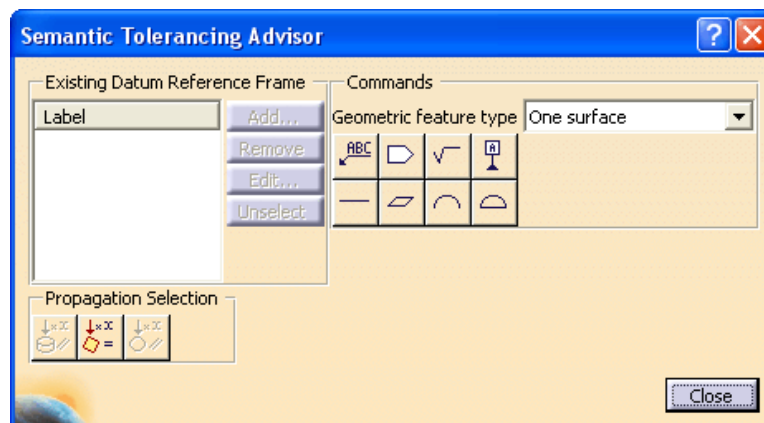 Semantic Tolerancing Advisor
Existing Datum Reference Frame
Label
Add...
Remove
Edit...
Unselect
Commands
Geometric feature type One surface
ABC
A
Propagation Selection
Close